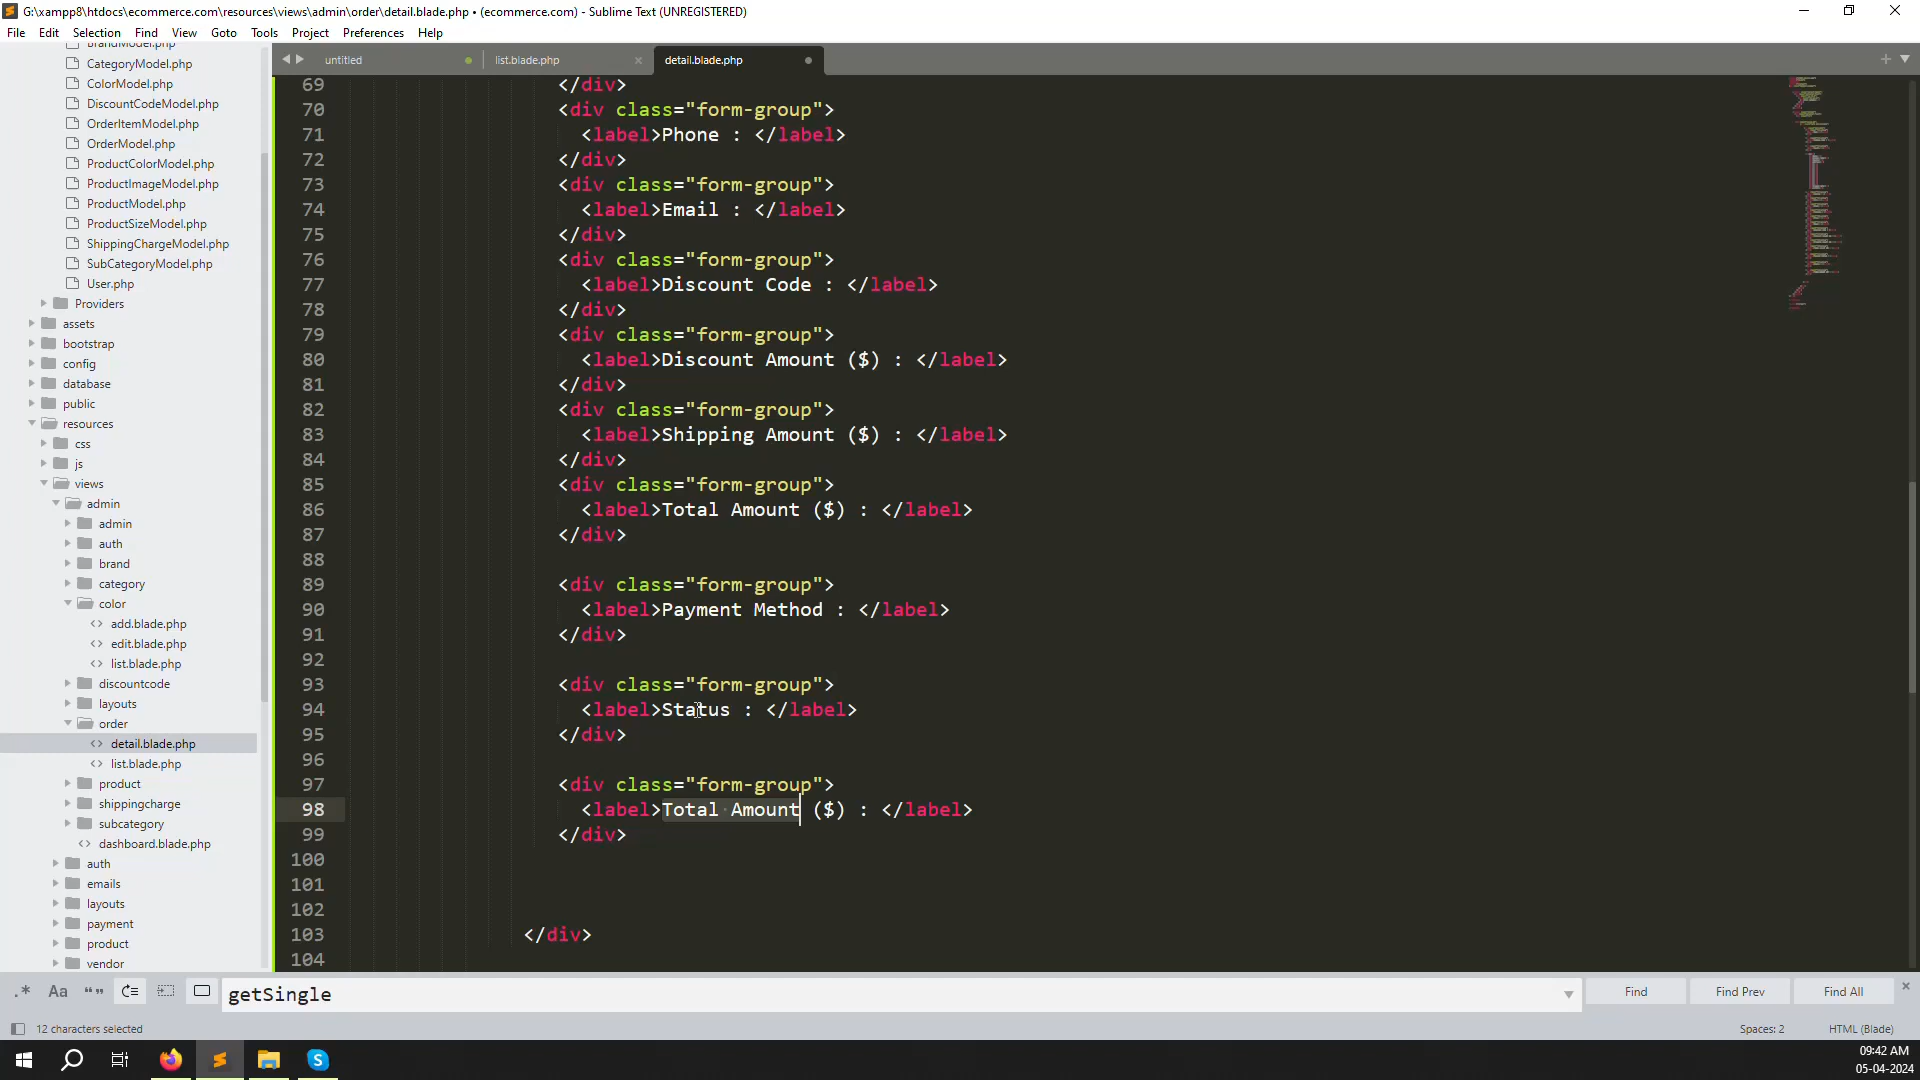 G:\xampp8\htdocs\ecommerce.com\resources\views\admin\order\detail.blade.php • (ecommerce.com) - Sublime Text (UNREGISTERED)
File Edit Selection Find View Goto Tools Project Preferences Help
BrandModel.php
CategoryModel.php
ColorModel.php
DiscountCodeModel.php
OrderItemModel.php
OrderModel.php
ProductColorModel.php
ProductImageModel.php
ProductModel.php
ProductSizeModel.php
ShippingChargeModel.php
SubCategoryModel.php
User.php
Providers
assets
bootstrap
config
database
public
resources
css
js
views
admin
admin
auth
brand
category
color
add.blade.php
edit.blade.php
list.blade.php
discountcode
layouts
order
detail.blade.php
list.blade.php
product
shippingcharge
subcategory
dashboard.blade.php
auth
emails
layouts
payment
product
vendor
untitled list.blade.php detail.blade.php
69 </div>
70 <div class="form-group">
71 <label>Phone : </label>
72 </div>
73 <div class="form-group">
74 <label>Email : </label>
75 </div>
76 <div class="form-group">
77 <label>Discount Code : </label>
78 </div>
79 <div class="form-group">
80 <label>Discount Amount ($) : </label>
81 </div>
82 <div class="form-group">
83 <label>Shipping Amount ($) : </label>
84 </div>
85 <div class="form-group">
86 <label>Total Amount ($) : </label>
87 </div>
88
89 <div class="form-group">
90 <label>Payment Method : </label>
91 </div>
92
93 <div class="form-group">
94 <label>Status : </label>
95 </div>
96
97 <div class="form-group">
98 <label>Total Amount ($) : </label>
99 </div>
100
101
102
103 </div>
104
.* Aa “” getSingle Find Find Prev Find All
12 characters selected Spaces: 2 HTML (Blade)
09:42 AM
05-04-2024